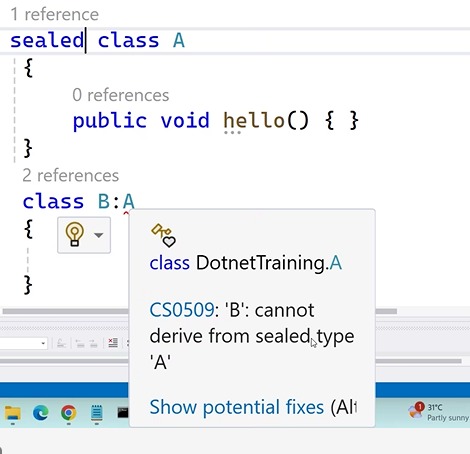 1 reference
sealed class A
{
0 references
public void hello() { }
}
2 references
class B:A
{
}
class DotnetTraining.A
CS0509: 'B': cannot
derive from sealed type
'A'
Show potential fixes (Alt
1
31°C
Partly sunny